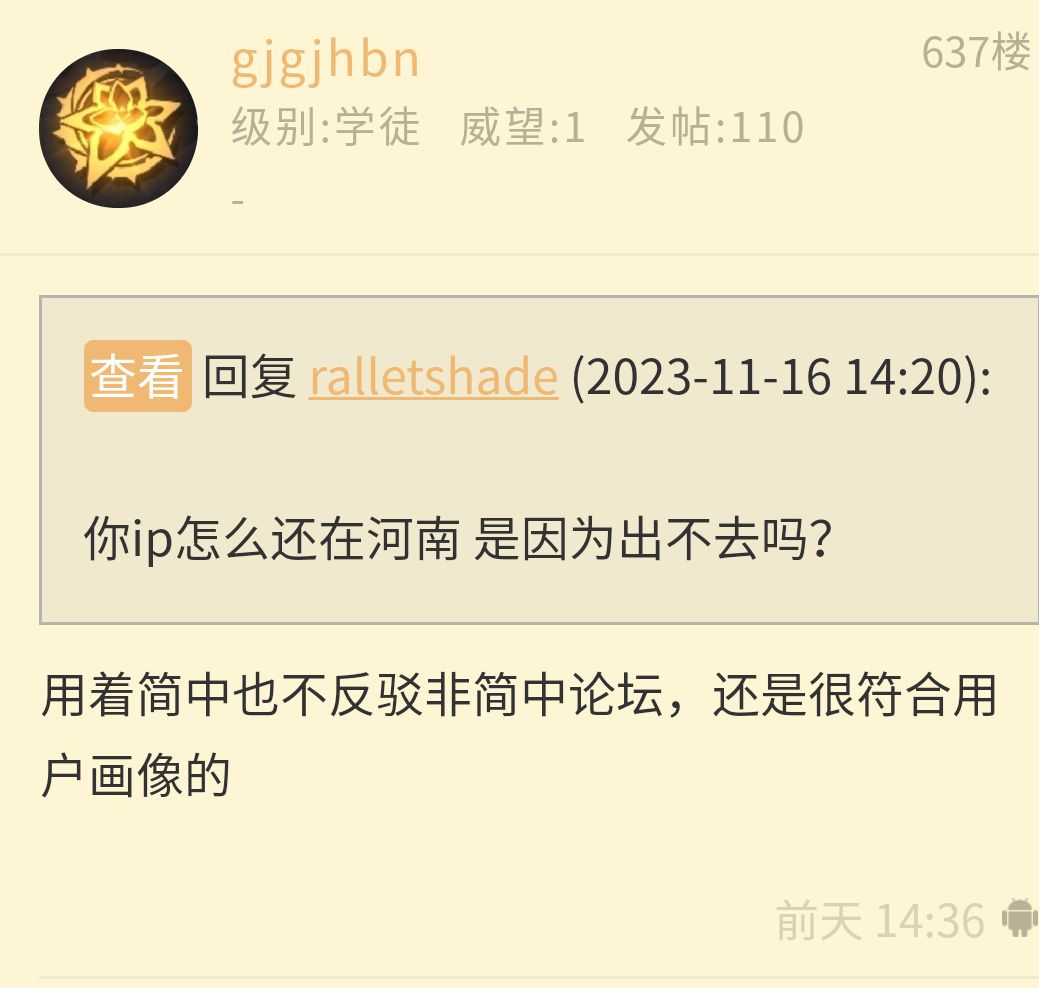 gjgjhbn
637楼
级别:学徒 威望:1 发帖:110
-
查看 回复 ralletshade (2023-11-16 14:20):
你ip怎么还在河南 是因为出不去吗?
用着简中也不反驳非简中论坛，还是很符合用
户画像的
前天 14:36